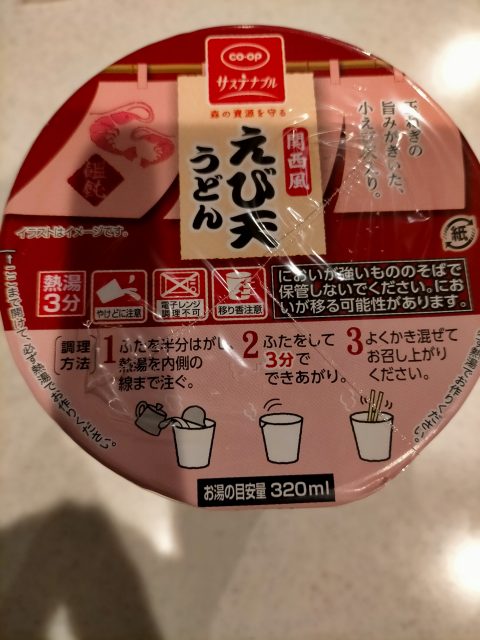 co-op
サステナブル
森の資源を守る
関西風
えび天
うどん
旨みがきいた、
饂飩
イラストはイメージです。
紙
熱湯
3分
やけどに注意
電子レンジ
調理不可
移り香注意
においが強いもののそばで
保管しないでください。にお
いが移る可能性があります。
調理
方法
1 ふたを半分はがし、
熱湯を内側の
線まで注ぐ。
2 ふたをして
3分で
できあがり。
3 よくかき混ぜて
お召し上がり
ください。
お湯の目安量 320ml